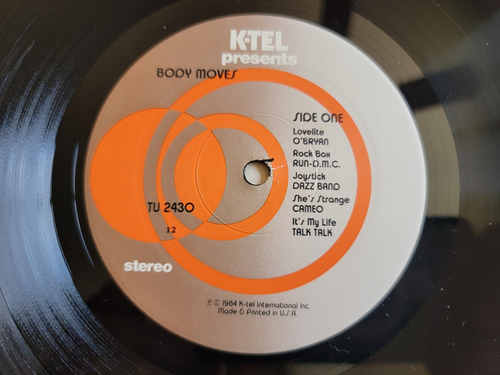 K-TEL
presents
BODY MOVES
SIDE ONE
Lovelite
O'BRYAN
Rock Box
RUN-D.M.C.
Joystick
DAZZ BAND
She's Strange
CAMEO
It's My Life
TALK TALK
TU 2430
12
stereo
℗ © 1984 K-tel International Inc.
Made & Printed in U.S.A.